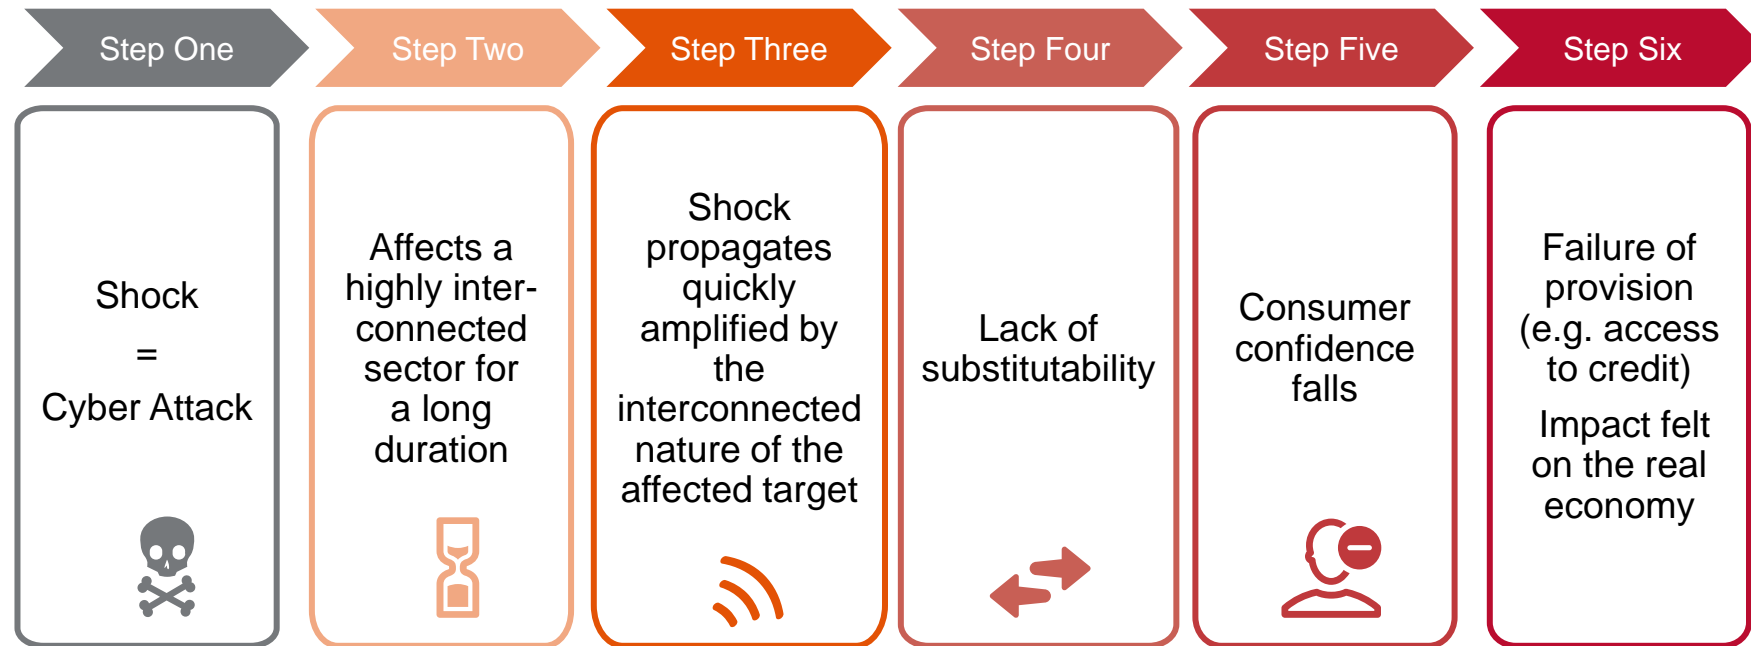 Step One
Step Two
Step Three
Step Four
Step Five
Step Six
Shock
=
Cyber Attack
Affects a
highly inter-
connected
sector for
a long
duration
Shock
propagates
quickly
amplified by
the
interconnected
nature of the
affected target
Lack of
substitutability
Consumer
confidence
falls
Failure of
provision
(e.g. access
to credit)
Impact felt
on the real
economy